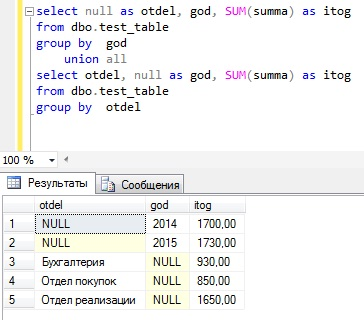 select null as otdel, god, SUM(summa) as itog
from dbo.test_table
group by  god
    union all
select otdel, null as god, SUM(summa) as itog
from dbo.test_table
group by  otdel
100 %
Результаты Сообщения
otdel god itog
1 NULL 2014 1700,00
2 NULL 2015 1730,00
3 Бухгалтерия NULL 930,00
4 Отдел покупок NULL 850,00
5 Отдел реализации NULL 1650,00